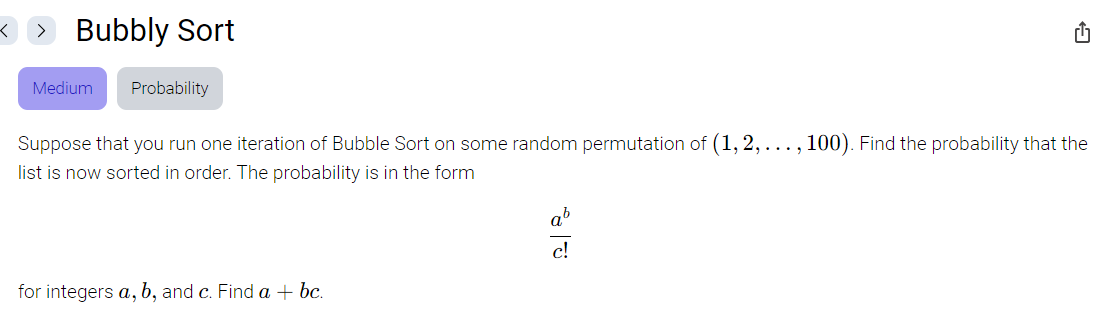 Bubbly Sort
Medium Probability
Suppose that you run one iteration of Bubble Sort on some random permutation of (1, 2, . . . , 100). Find the probability that the
list is now sorted in order. The probability is in the form
a^b
c!
for integers a, b, and c. Find a + bc.